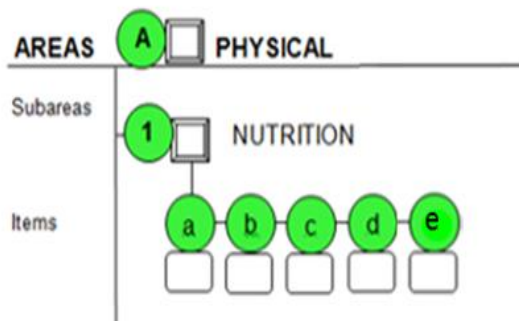 AREAS A PHYSICAL
Subareas
1 NUTRITION
Items
a b c d e